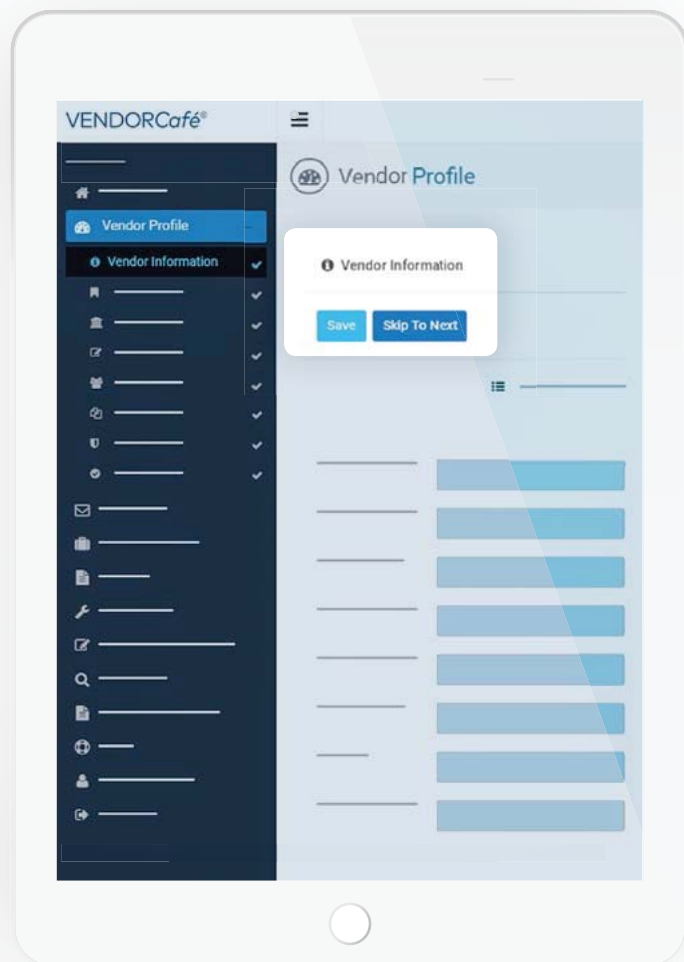 VENDORCafé®
Vendor Profile
Vendor Profile
Vendor Information
Vendor Information
Save
Skip To Next